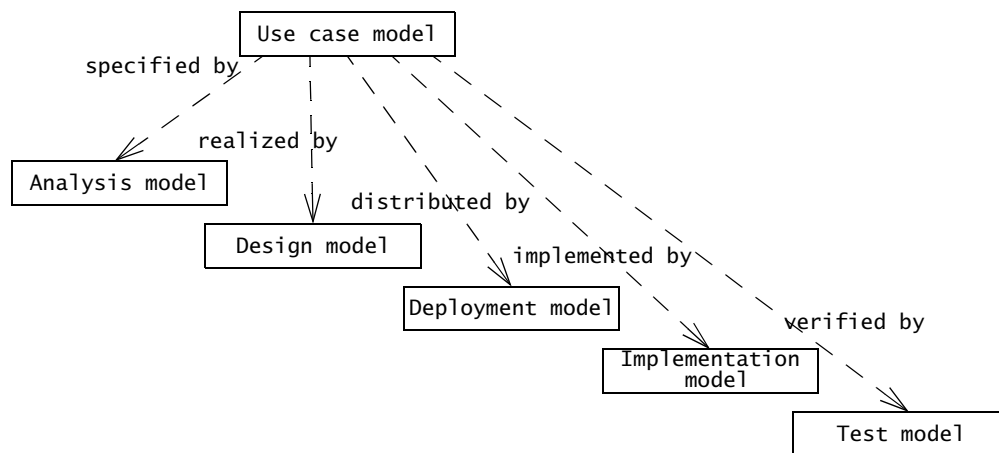 Use case model
specified by
realized by
Analysis model
distributed by
Design model
implemented by
Deployment model
verified by
Implementation
model
Test model